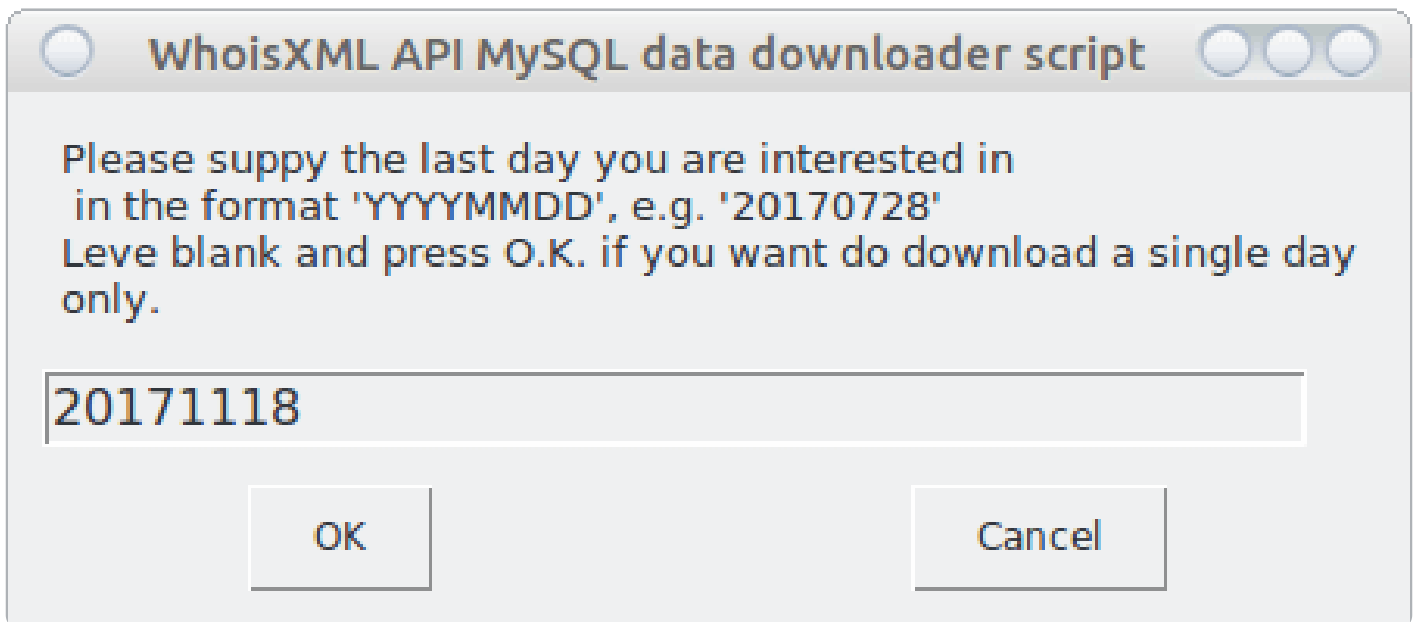 WhoisXML API MySQL data downloader script
Please suppy the last day you are interested in
in the format 'YYYYMMDD', e.g. '20170728'
Leve blank and press O.K. if you want do download a single day
only.
20171118
OK
Cancel